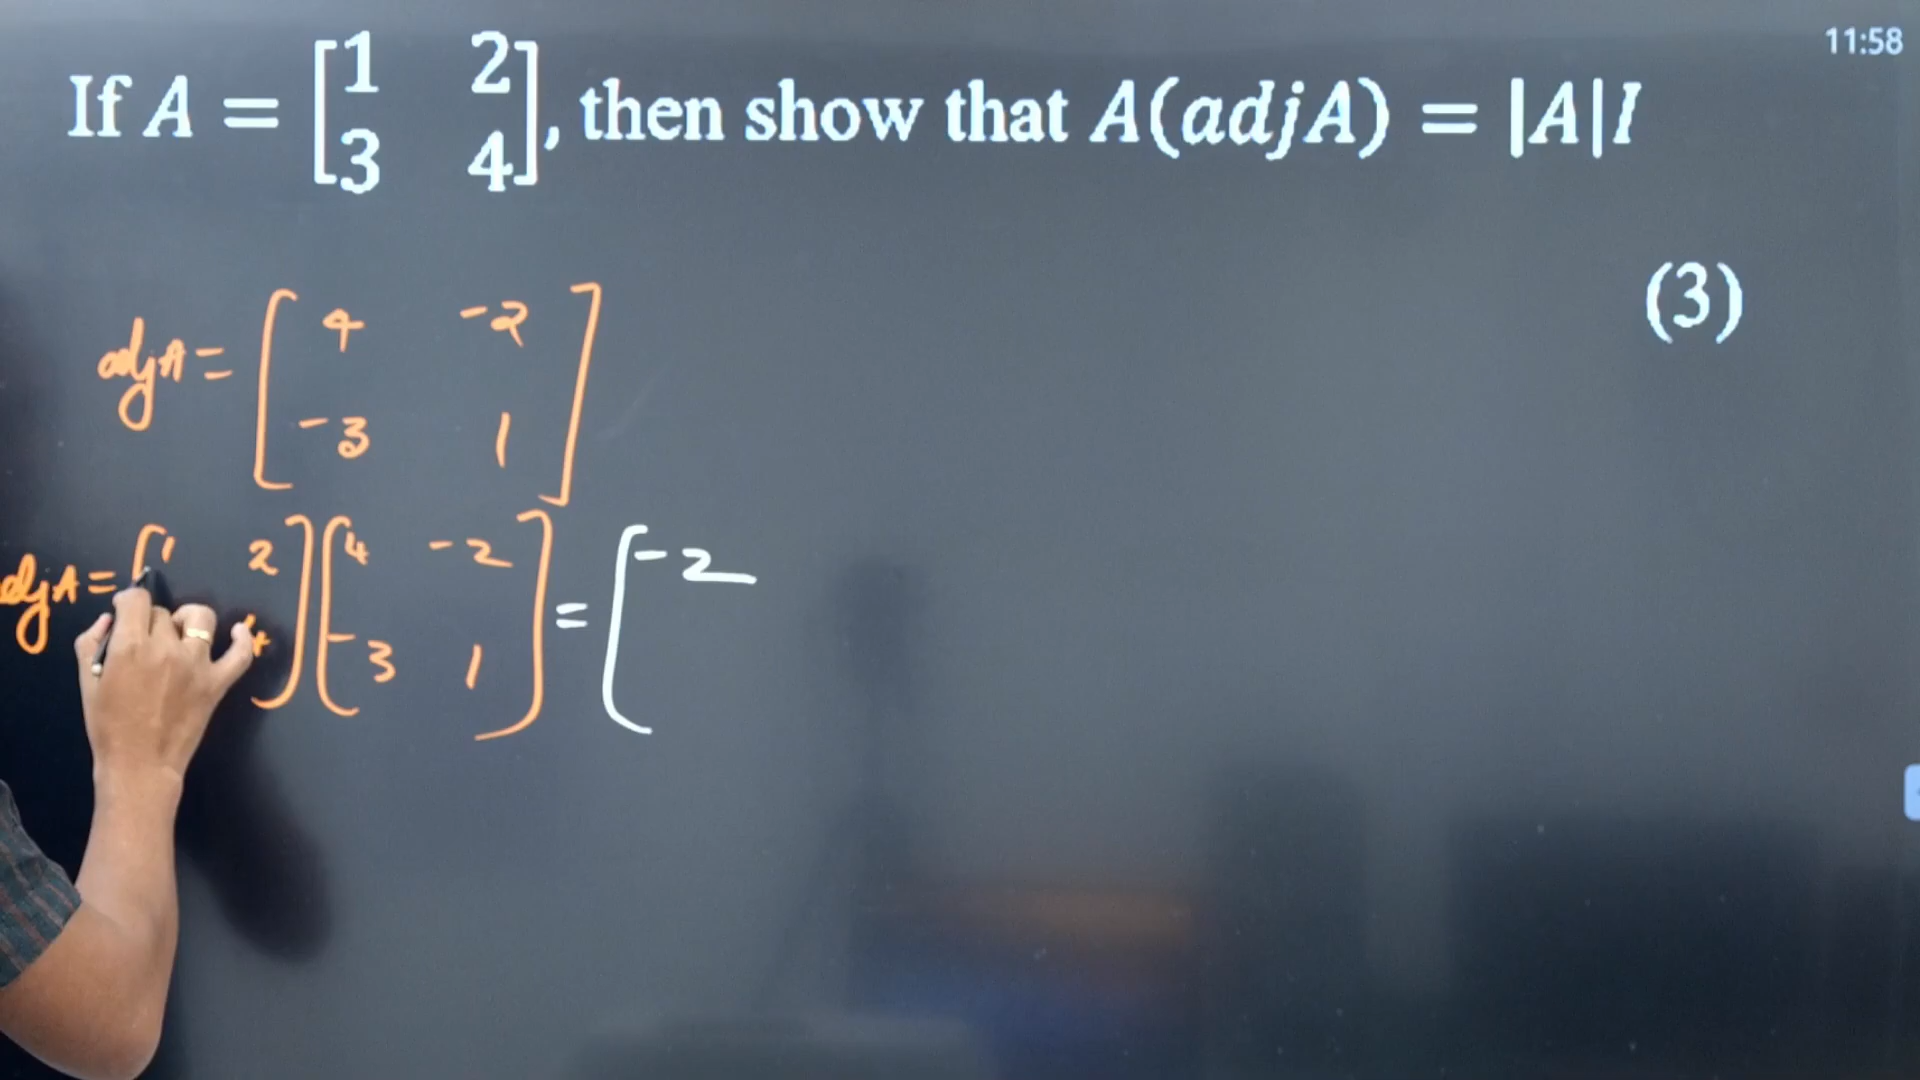 11:58
If A = [1 2
3 4], then show that A(adjA) = |A|I
(3)
adjA = [4 -2
-3 1]
adjA = [1 2
4] [4 -2
-3 1] = [-2